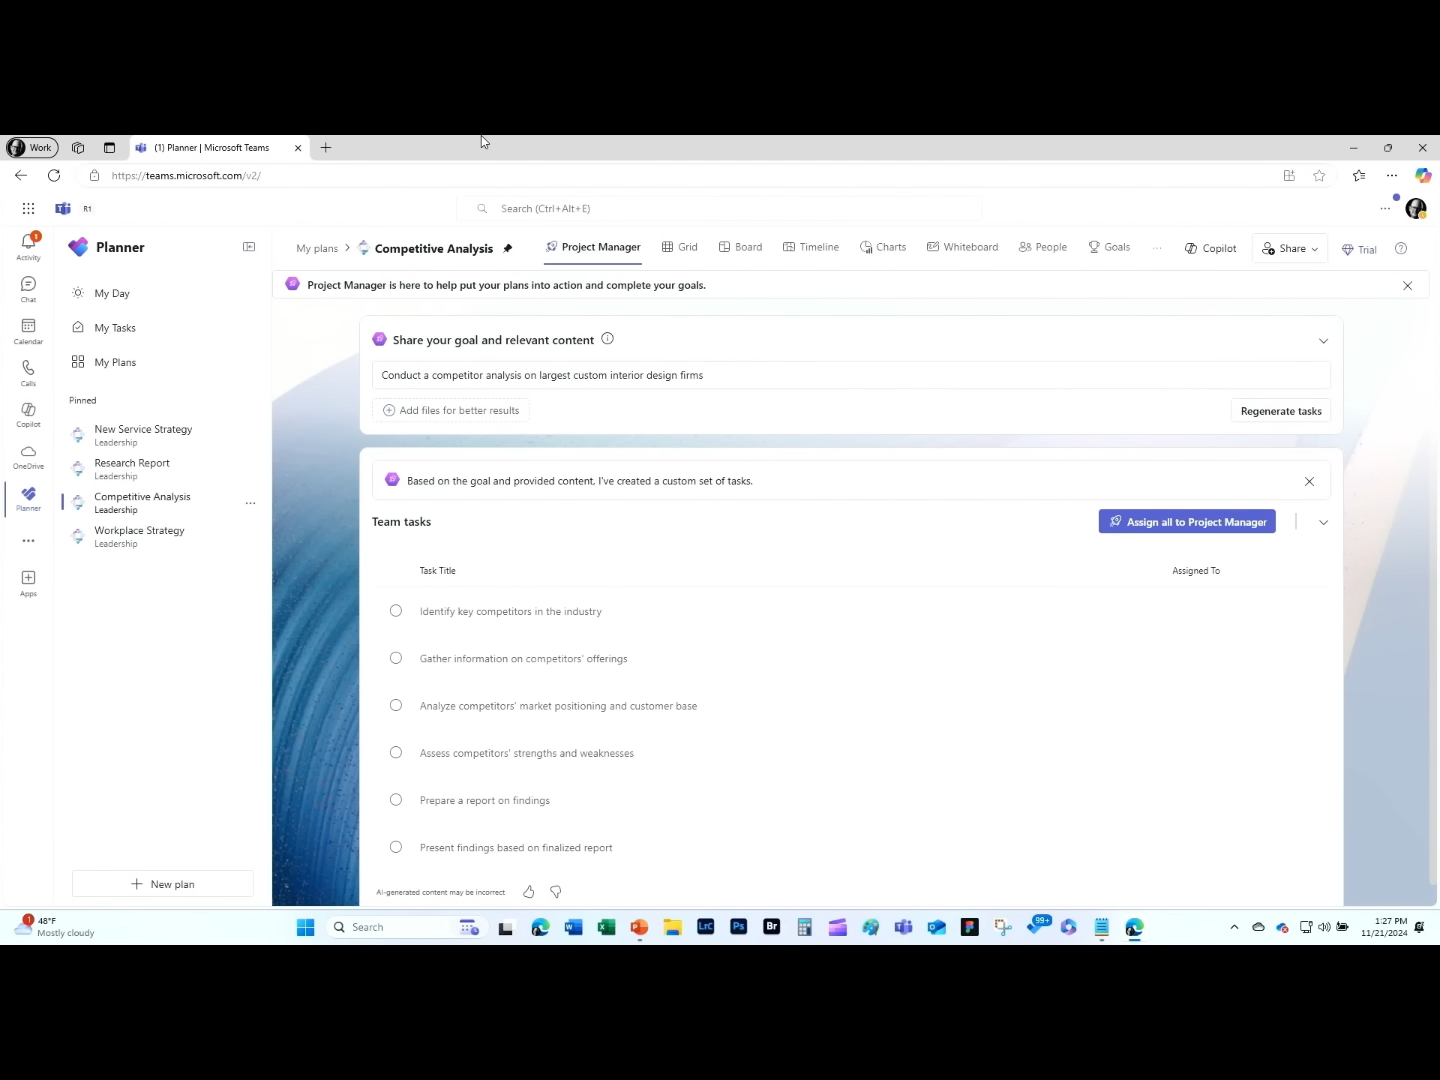 Work
(1) Planner | Microsoft Teams
https://teams.microsoft.com/v2/
R1
Search (Ctrl+Alt+E)
Activity
1
Chat
Calendar
Calls
Copilot
OneDrive
Planner
Apps
Planner
My Day
My Tasks
My Plans
Pinned
New Service Strategy
Leadership
Research Report
Leadership
Competitive Analysis
Leadership
Workplace Strategy
Leadership
New plan
My plans > Competitive Analysis
Project Manager
Grid
Board
Timeline
Charts
Whiteboard
People
Goals
Copilot
Share
Trial
Project Manager is here to help put your plans into action and complete your goals.
Share your goal and relevant content
Conduct a competitor analysis on largest custom interior design firms
Add files for better results
Regenerate tasks
Based on the goal and provided content, I've created a custom set of tasks.
Team tasks
Assign all to Project Manager
Task Title
Assigned To
Identify key competitors in the industry
Gather information on competitors' offerings
Analyze competitors' market positioning and customer base
Assess competitors' strengths and weaknesses
Prepare a report on findings
Present findings based on finalized report
AI-generated content may be incorrect
1
48°F
Mostly cloudy
Search
LrC
Ps
Br
99+
1:27 PM
11/21/2024